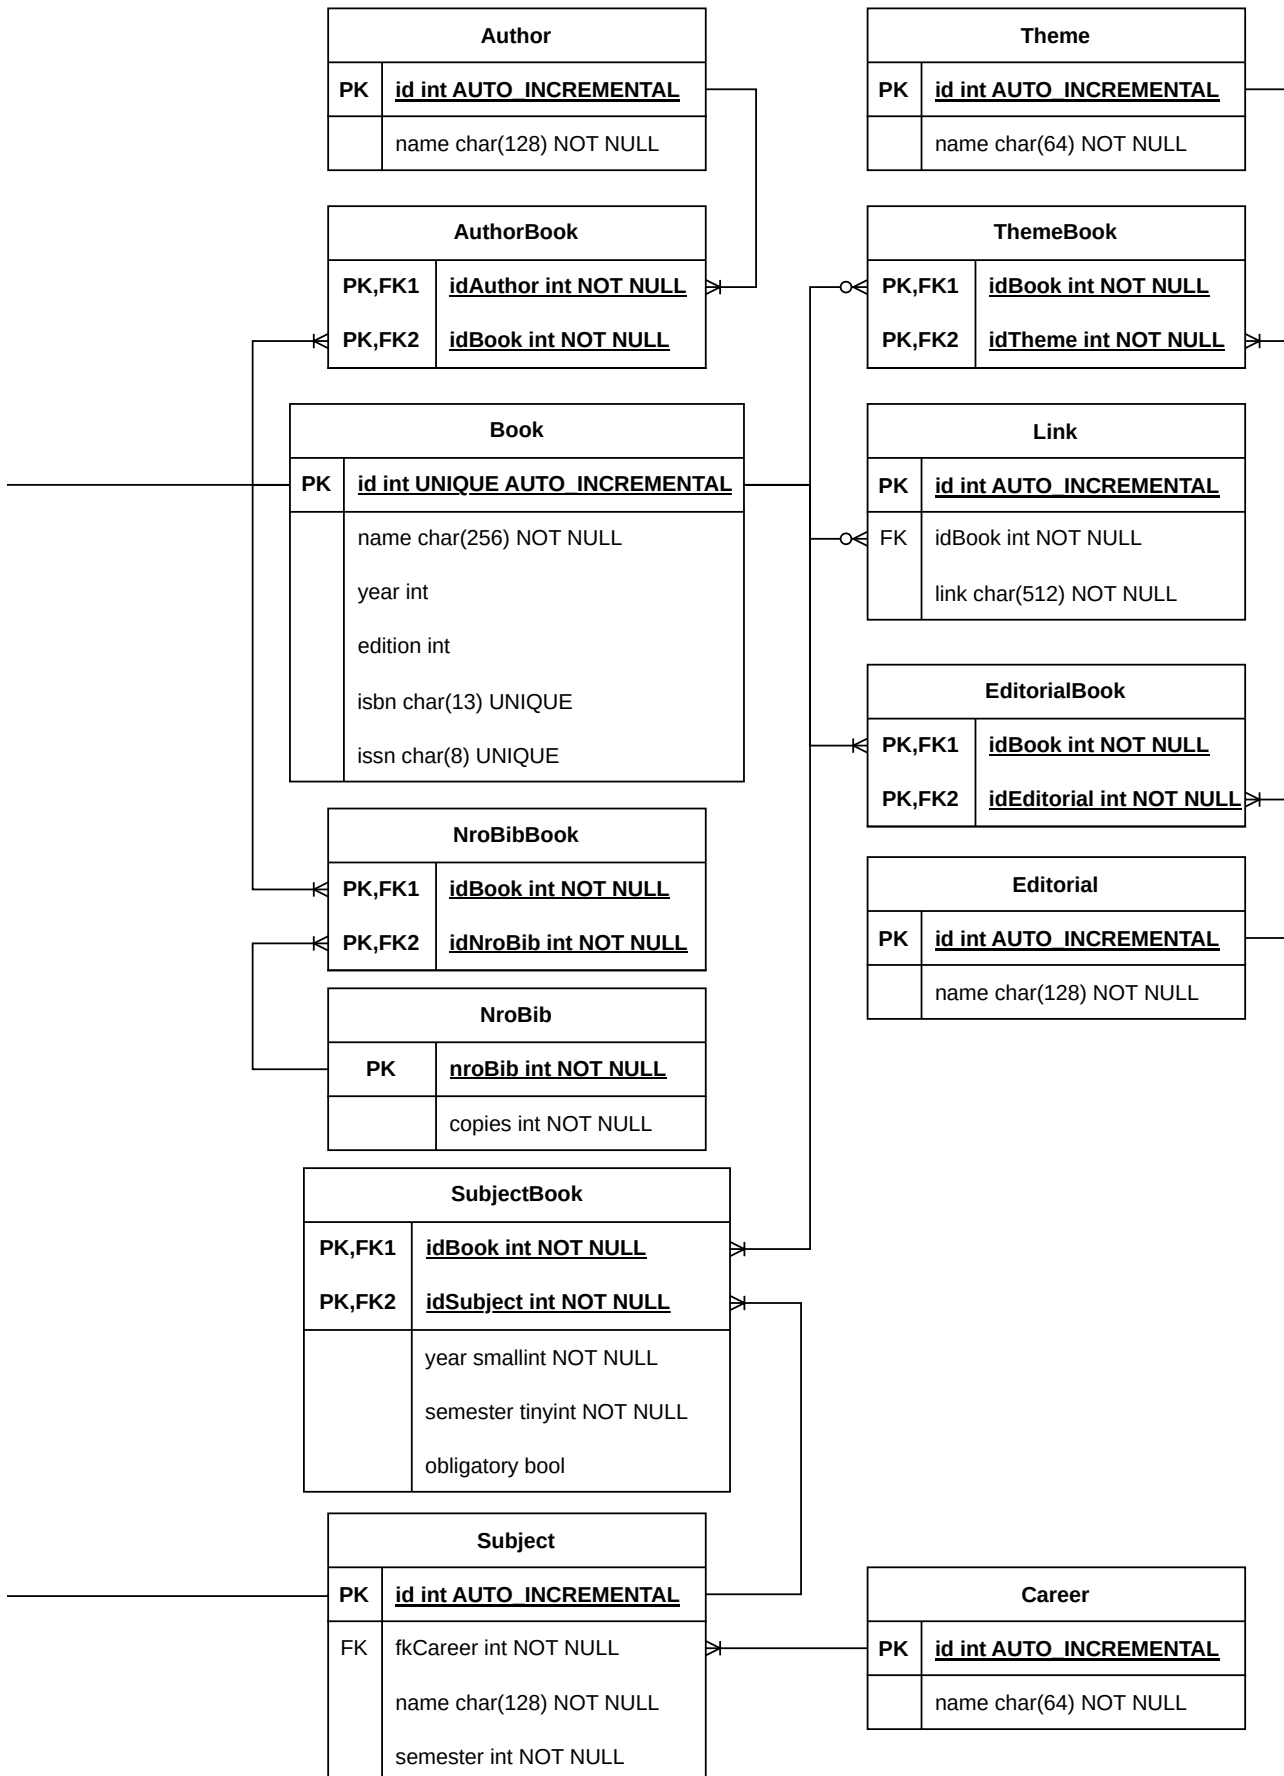 Author
PK id int AUTO_INCREMENTAL
name char(128) NOT NULL
AuthorBook
PK,FK1 idAuthor int NOT NULL
PK,FK2 idBook int NOT NULL
Book
PK id int UNIQUE AUTO_INCREMENTAL
name char(256) NOT NULL
year int
edition int
isbn char(13) UNIQUE
issn char(8) UNIQUE
NroBibBook
PK,FK1 idBook int NOT NULL
PK,FK2 idNroBib int NOT NULL
NroBib
PK nroBib int NOT NULL
copies int NOT NULL
SubjectBook
PK,FK1 idBook int NOT NULL
PK,FK2 idSubject int NOT NULL
year smallint NOT NULL
semester tinyint NOT NULL
obligatory bool
Subject
PK id int AUTO_INCREMENTAL
FK fkCareer int NOT NULL
name char(128) NOT NULL
semester int NOT NULL
Theme
PK id int AUTO_INCREMENTAL
name char(64) NOT NULL
ThemeBook
PK,FK1 idBook int NOT NULL
PK,FK2 idTheme int NOT NULL
Link
PK id int AUTO_INCREMENTAL
FK idBook int NOT NULL
link char(512) NOT NULL
EditorialBook
PK,FK1 idBook int NOT NULL
PK,FK2 idEditorial int NOT NULL
Editorial
PK id int AUTO_INCREMENTAL
name char(128) NOT NULL
Career
PK id int AUTO_INCREMENTAL
name char(64) NOT NULL